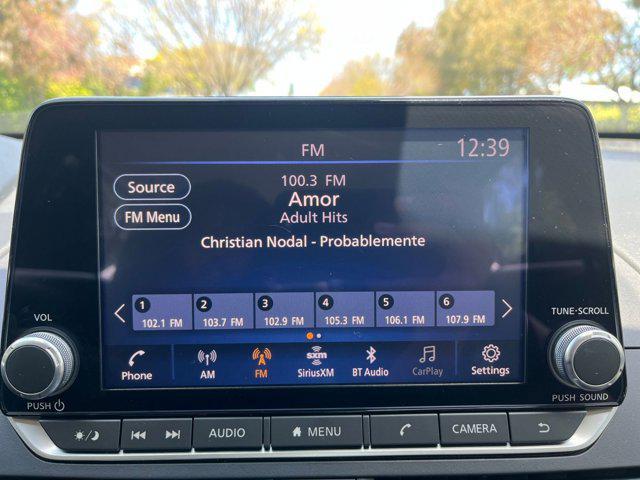 FM 12:39
Source
FM Menu
100.3 FM
Amor
Adult Hits
Christian Nodal - Probablemente
1 2 3 4 5 6
102.1 FM 103.7 FM 102.9 FM 105.3 FM 106.1 FM 107.9 FM
VOL
PUSH
TUNE·SCROLL
PUSH SOUND
Phone AM FM SiriusXM BT Audio CarPlay Settings
sxm
AUDIO MENU CAMERA